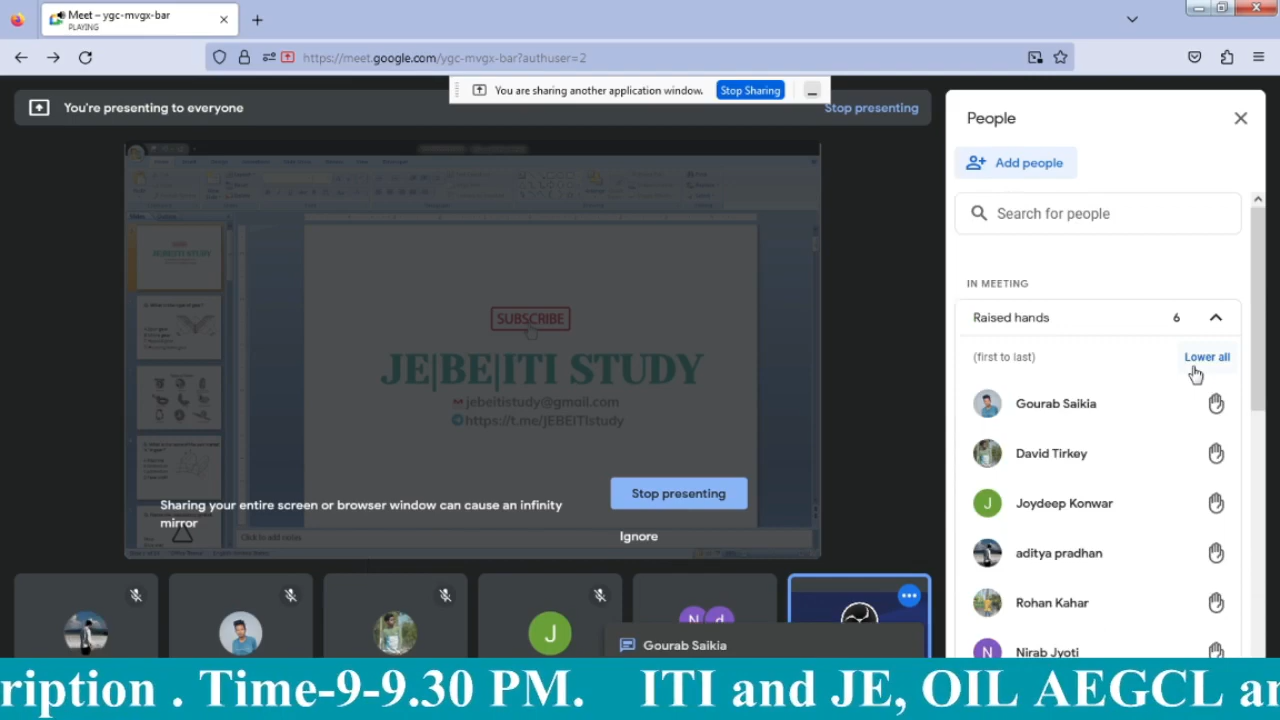 Meet – ygc-mvgx-bar
PLAYING
https://meet.google.com/ygc-mvgx-bar?authuser=2
You are sharing another application window.
Stop Sharing
You're presenting to everyone
Stop presenting
SUBSCRIBE
JE|BE|ITI STUDY
jebeitistudy@gmail.com
https://t.me/jEBEITIstudy
Click to add notes
Sharing your entire screen or browser window can cause an infinity
mirror
Stop presenting
Ignore
People
Add people
Search for people
IN MEETING
Raised hands 6
(first to last)
Lower all
Gourab Saikia
David Tirkey
J Joydeep Konwar
aditya pradhan
Rohan Kahar
N Nirab Jyoti
J
N d
Gourab Saikia
ription . Time-9-9.30 PM. ITI and JE, OIL AEGCL an